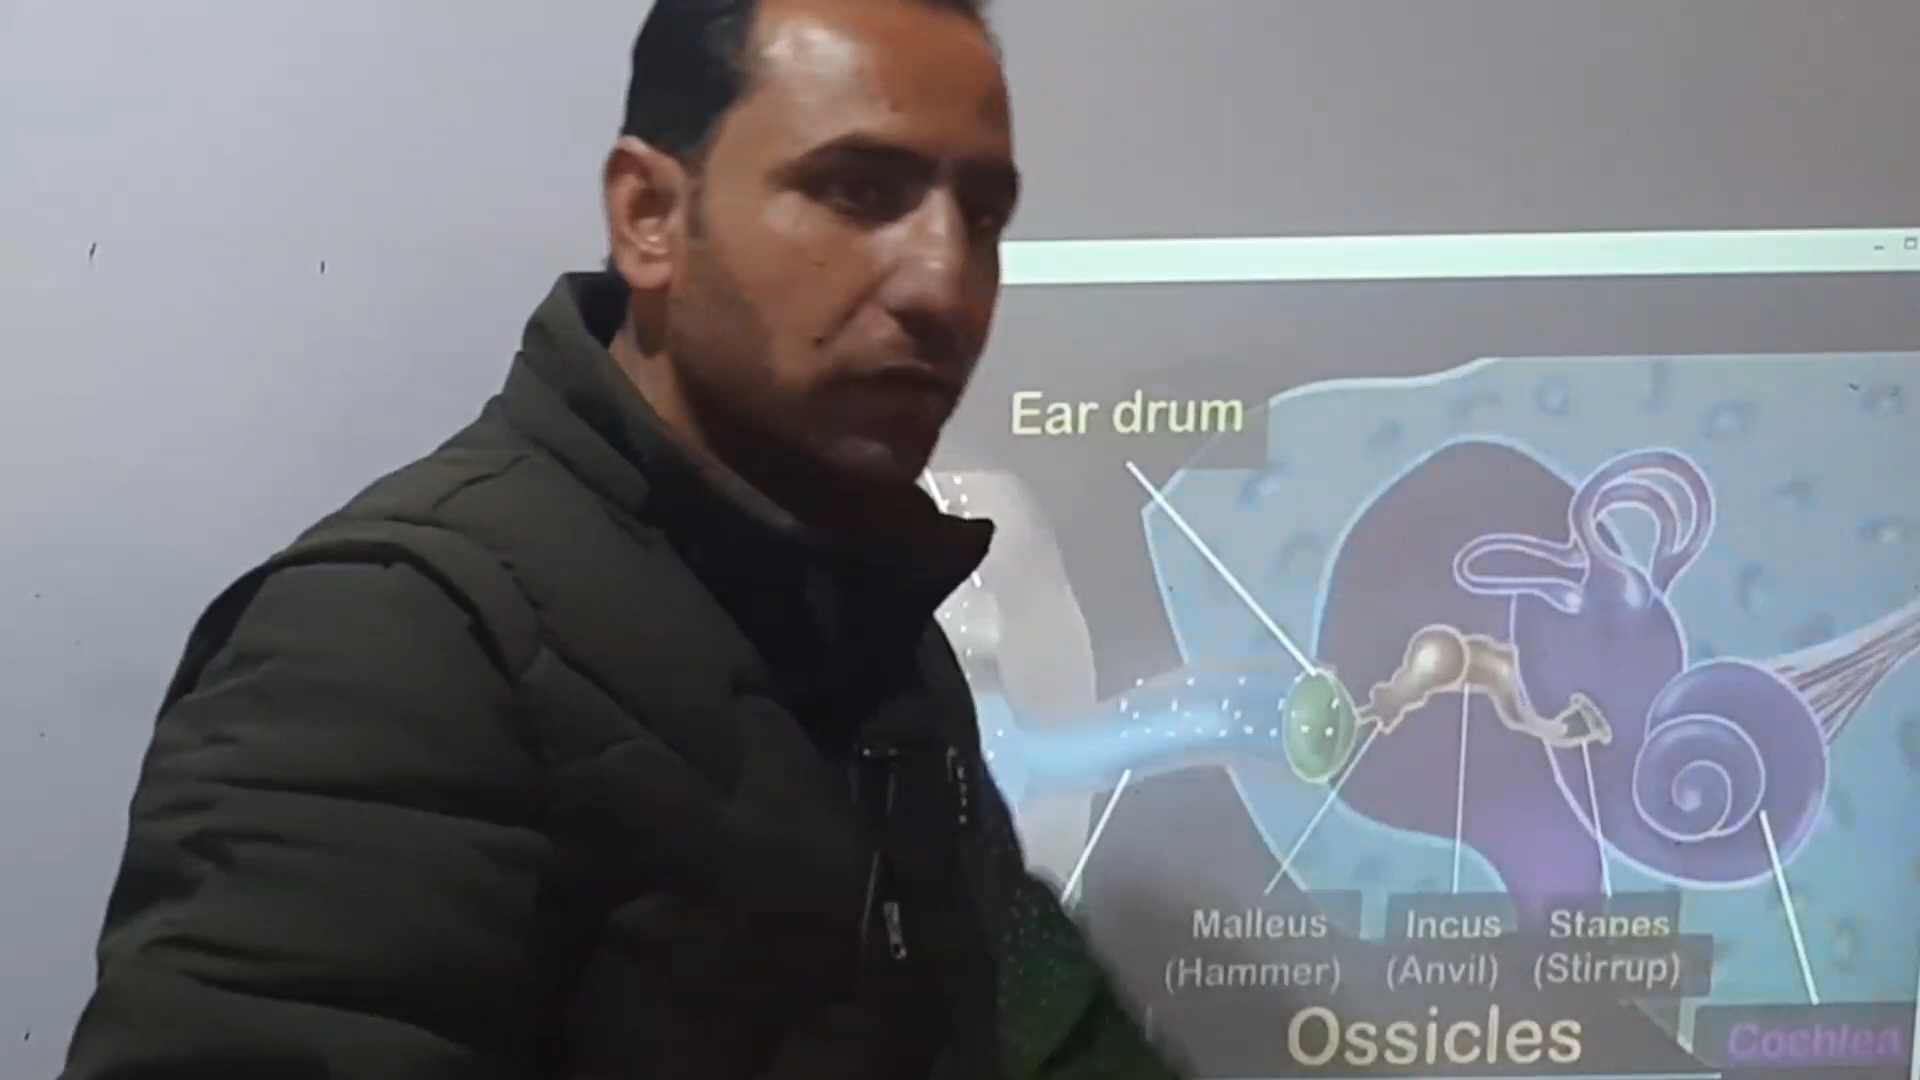 Ear drum
Malleus Incus Stapes
(Hammer) (Anvil) (Stirrup)
Ossicles
Cochlea